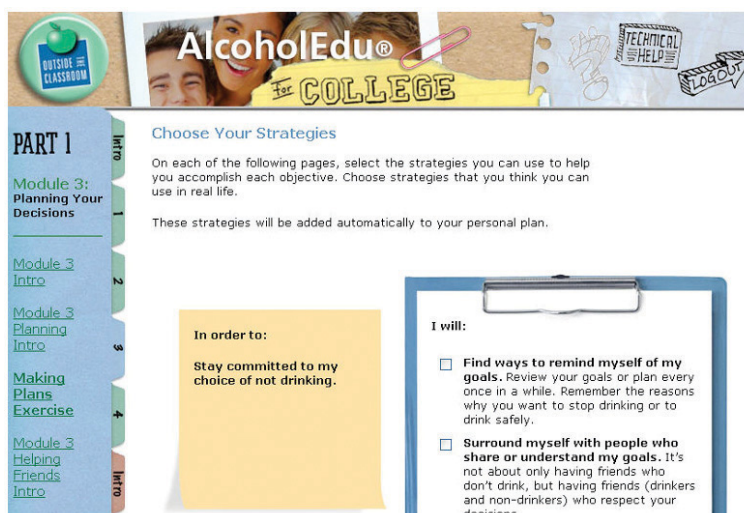 OUTSIDE THE
CLASSROOM
AlcoholEdu®
For COLLEGE
TECHNICAL
HELP
LOGOUT
PART 1
Module 3:
Planning Your
Decisions
Module 3
Intro
Module 3
Planning
Intro
Making
Plans
Exercise
Module 3
Helping
Friends
Intro
Intro
1
2
3
4
Intro
Choose Your Strategies
On each of the following pages, select the strategies you can use to help
you accomplish each objective. Choose strategies that you think you can
use in real life.
These strategies will be added automatically to your personal plan.
In order to:
Stay committed to my
choice of not drinking.
I will:
Find ways to remind myself of my
goals. Review your goals or plan every
once in a while. Remember the reasons
why you want to stop drinking or to
drink safely.
Surround myself with people who
share or understand my goals. It's
not about only having friends who
don't drink, but having friends (drinkers
and non-drinkers) who respect your